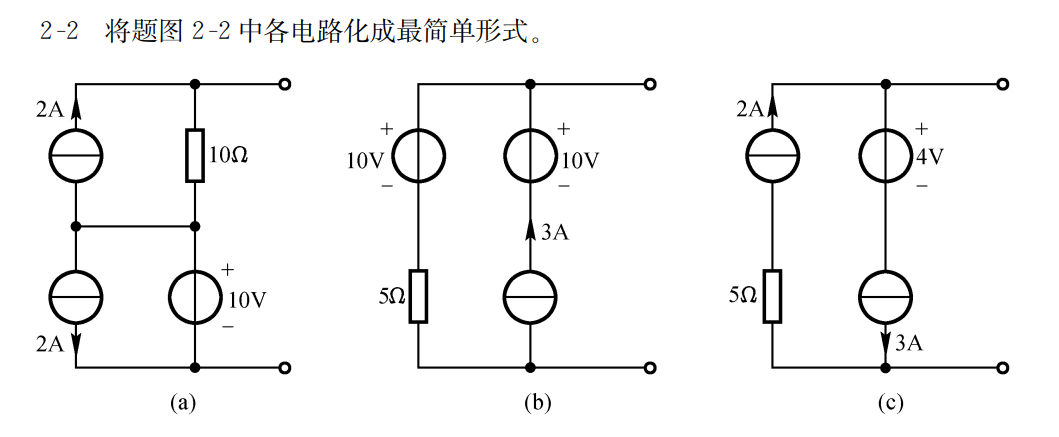 2-2 将题图 2-2 中各电路化成最简单形式。
2A
10Ω
2A
+
10V
−
(a)
+
10V
−
5Ω
+
10V
−
3A
(b)
2A
5Ω
+
4V
−
3A
(c)